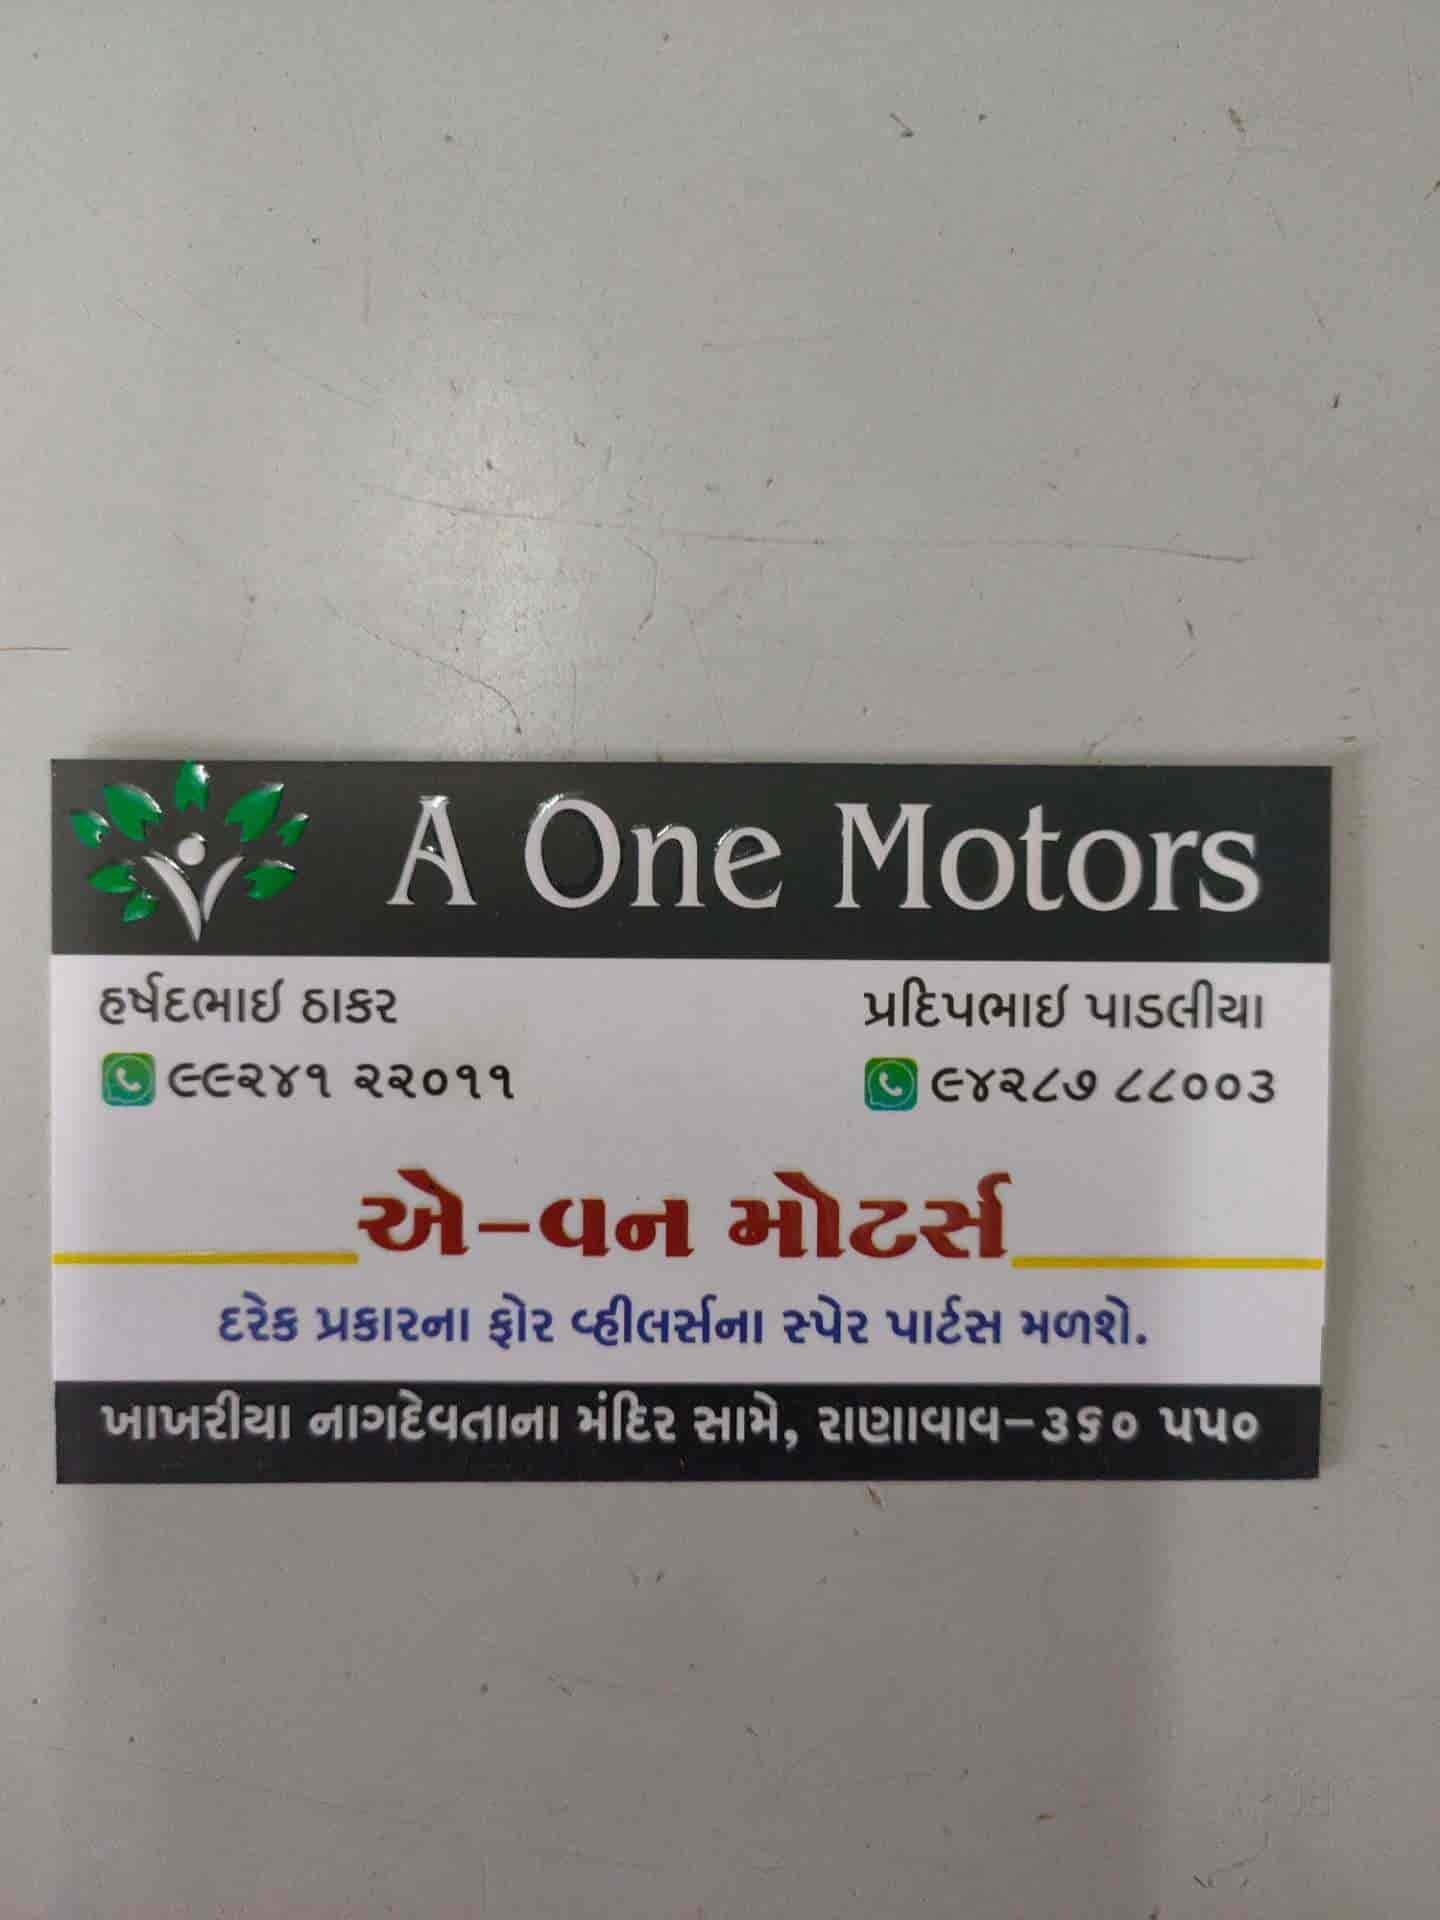 A One Motors
હર્ષદભાઈ ઠાકર
૯૯૨૪૧ ૨૨૦૧૧
પ્રદિપભાઈ પાડલીયા
૯૪૨૮૭ ૮૮૦૦૩
એ-વન મોટર્સ
દરેક પ્રકારના ફોર વ્હીલર્સના સ્પેર પાર્ટસ મળશે.
ખાખરીયા નાગદેવતાના મંદિર સામે, રાણાવાવ-૩૬૦ ૫૫૦